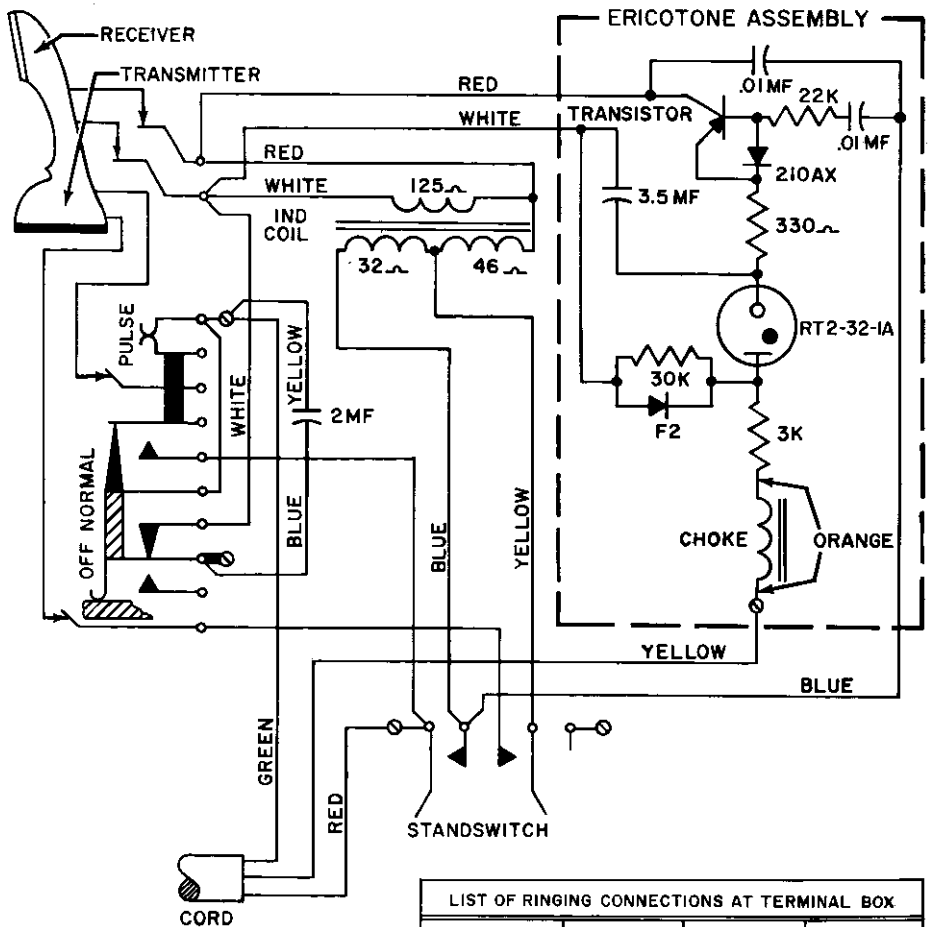 ERICOTONE ASSEMBLY
RECEIVER
TRANSMITTER
RED
.01MF
22K
TRANSISTOR
WHITE
.01MF
RED
210AX
WHITE
125Ω
3.5MF
IND
COIL
330Ω
32Ω
46Ω
RT2-32-1A
PULSE
YELLOW
30K
WHITE
2MF
F2
3K
OFF NORMAL
BLUE
CHOKE
ORANGE
BLUE
YELLOW
YELLOW
BLUE
GREEN
RED
STANDSWITCH
CORD
LIST OF RINGING CONNECTIONS AT TERMINAL BOX